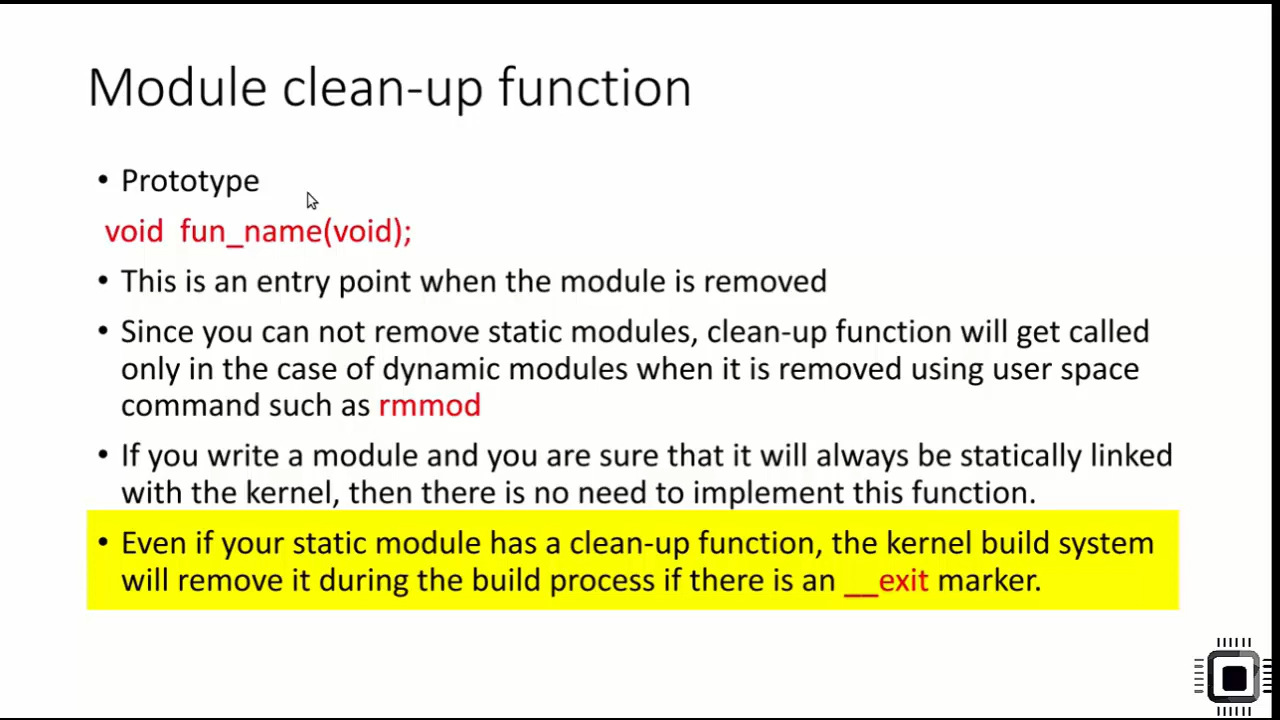 Module clean-up function
• Prototype
void fun_name(void);
• This is an entry point when the module is removed
• Since you can not remove static modules, clean-up function will get called
only in the case of dynamic modules when it is removed using user space
command such as rmmod
• If you write a module and you are sure that it will always be statically linked
with the kernel, then there is no need to implement this function.
• Even if your static module has a clean-up function, the kernel build system
will remove it during the build process if there is an __exit marker.